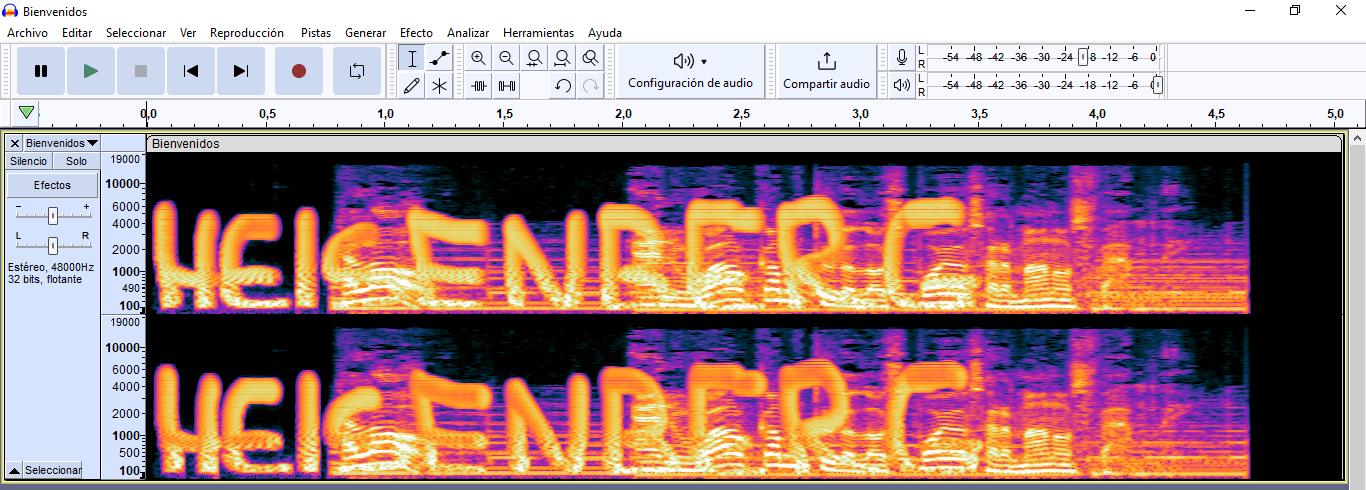 Bienvenidos
Archivo Editar Seleccionar Ver Reproducción Pistas Generar Efecto Analizar Herramientas Ayuda
Configuración de audio
Compartir audio
L
R
-54 -48 -42 -36 -30 -24 -18 -12 -6 0
L
R
-54 -48 -42 -36 -30 -24 -18 -12 -6 0
0,0 0,5 1,0 1,5 2,0 2,5 3,0 3,5 4,0 4,5 5,0
Bienvenidos
Silencio Solo
Efectos
- +
L R
Estéreo, 48000Hz
32 bits, flotante
Seleccionar
19000
10000
6000
4000
2000
1000
490
100
19000
10000
6000
4000
2000
1000
500
100
Bienvenidos